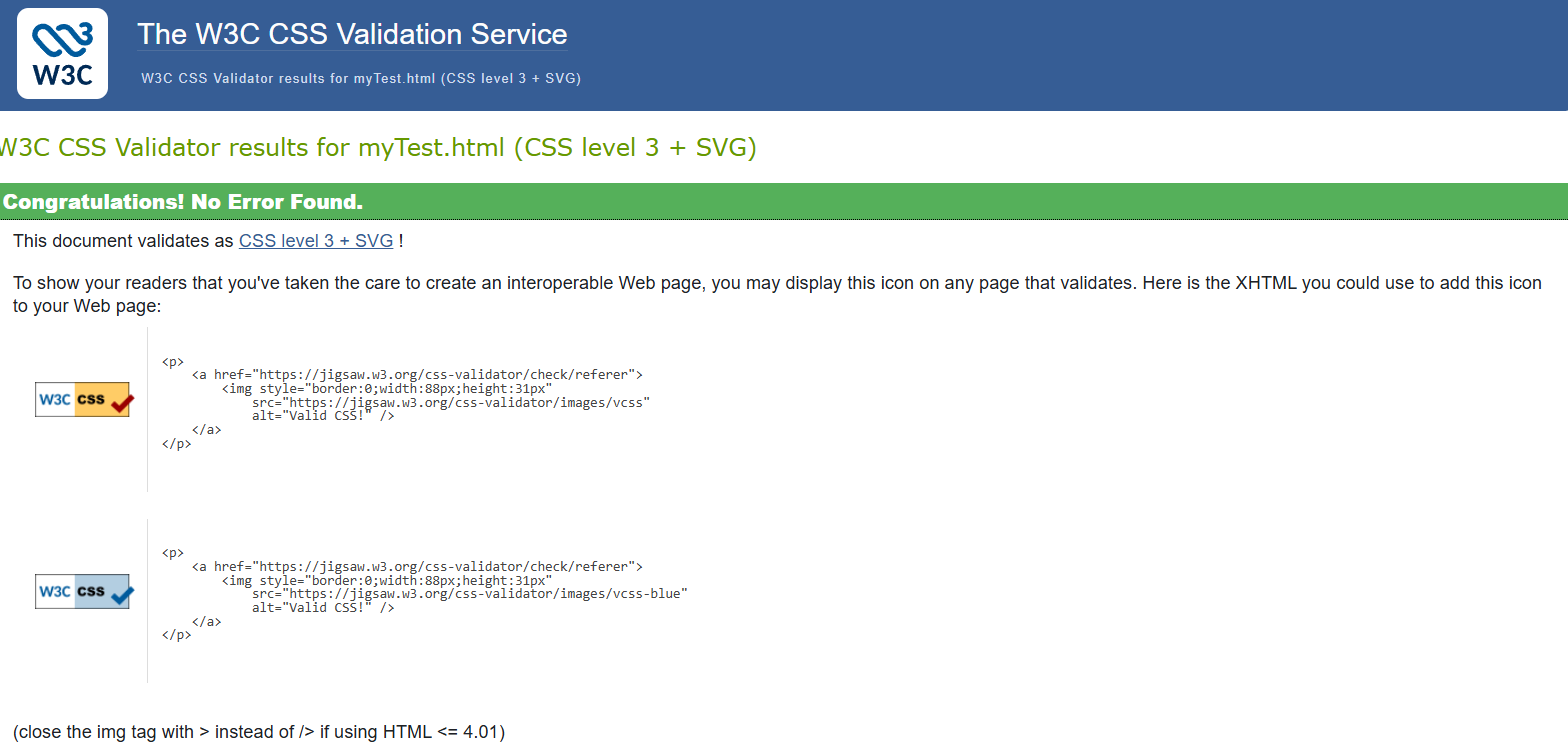 W3C
The W3C CSS Validation Service
W3C CSS Validator results for myTest.html (CSS level 3 + SVG)
W3C CSS Validator results for myTest.html (CSS level 3 + SVG)
Congratulations! No Error Found.
This document validates as CSS level 3 + SVG !
To show your readers that you've taken the care to create an interoperable Web page, you may display this icon on any page that validates. Here is the XHTML you could use to add this icon
to your Web page:
W3C CSS
<p>
    <a href="https://jigsaw.w3.org/css-validator/check/referer">
        <img style="border:0;width:88px;height:31px"
            src="https://jigsaw.w3.org/css-validator/images/vcss"
            alt="Valid CSS!" />
    </a>
</p>
W3C CSS
<p>
    <a href="https://jigsaw.w3.org/css-validator/check/referer">
        <img style="border:0;width:88px;height:31px"
            src="https://jigsaw.w3.org/css-validator/images/vcss-blue"
            alt="Valid CSS!" />
    </a>
</p>
(close the img tag with > instead of /> if using HTML <= 4.01)